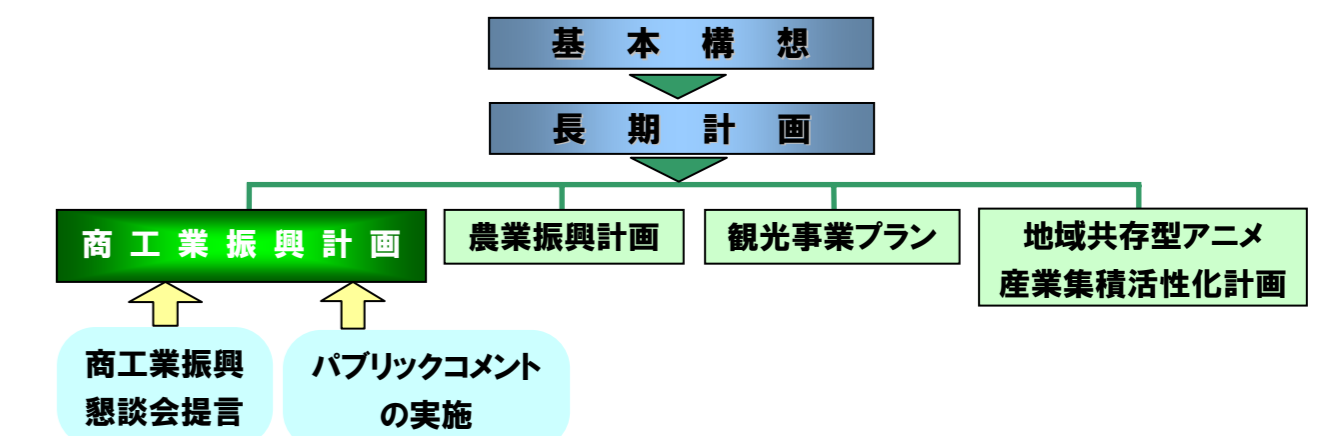 基本構想
長期計画
商工業振興計画
農業振興計画
観光事業プラン
地域共存型アニメ
産業集積活性化計画
商工業振興
懇談会提言
パブリックコメント
の実施